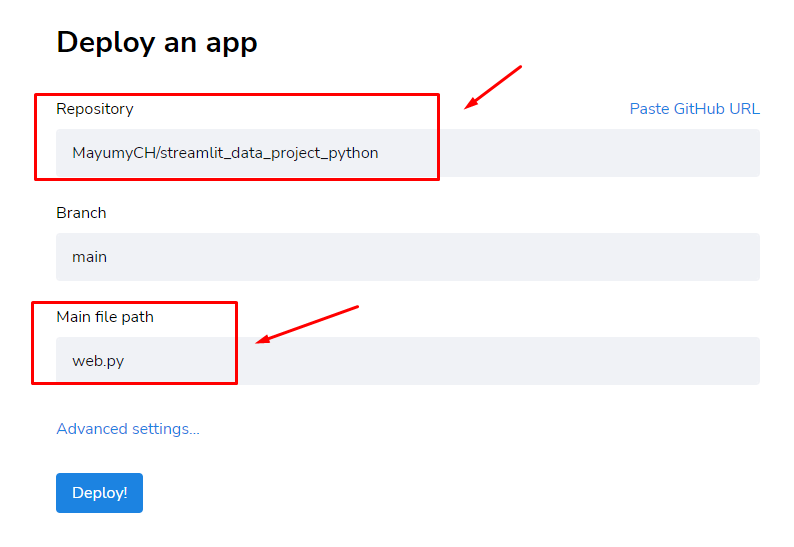 Deploy an app
Repository
Paste GitHub URL
MayumyCH/streamlit_data_project_python
Branch
main
Main file path
web.py
Advanced settings...
Deploy!